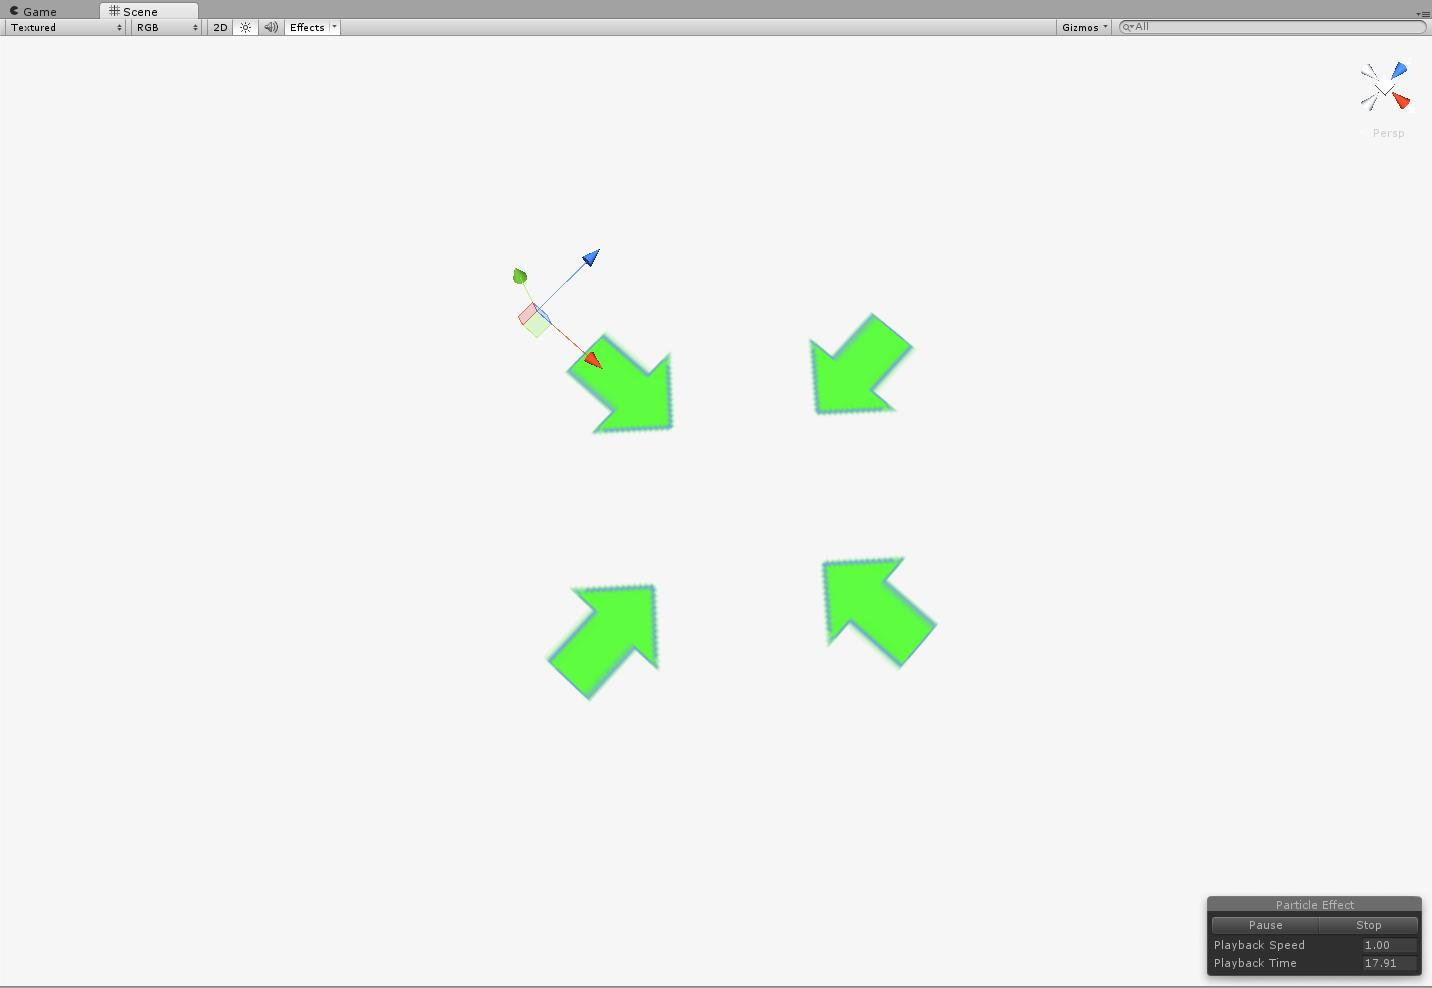 Game Scene
Textured RGB 2D Effects Gizmos All
Persp
Particle Effect
Pause Stop
Playback Speed 1.00
Playback Time 17.91